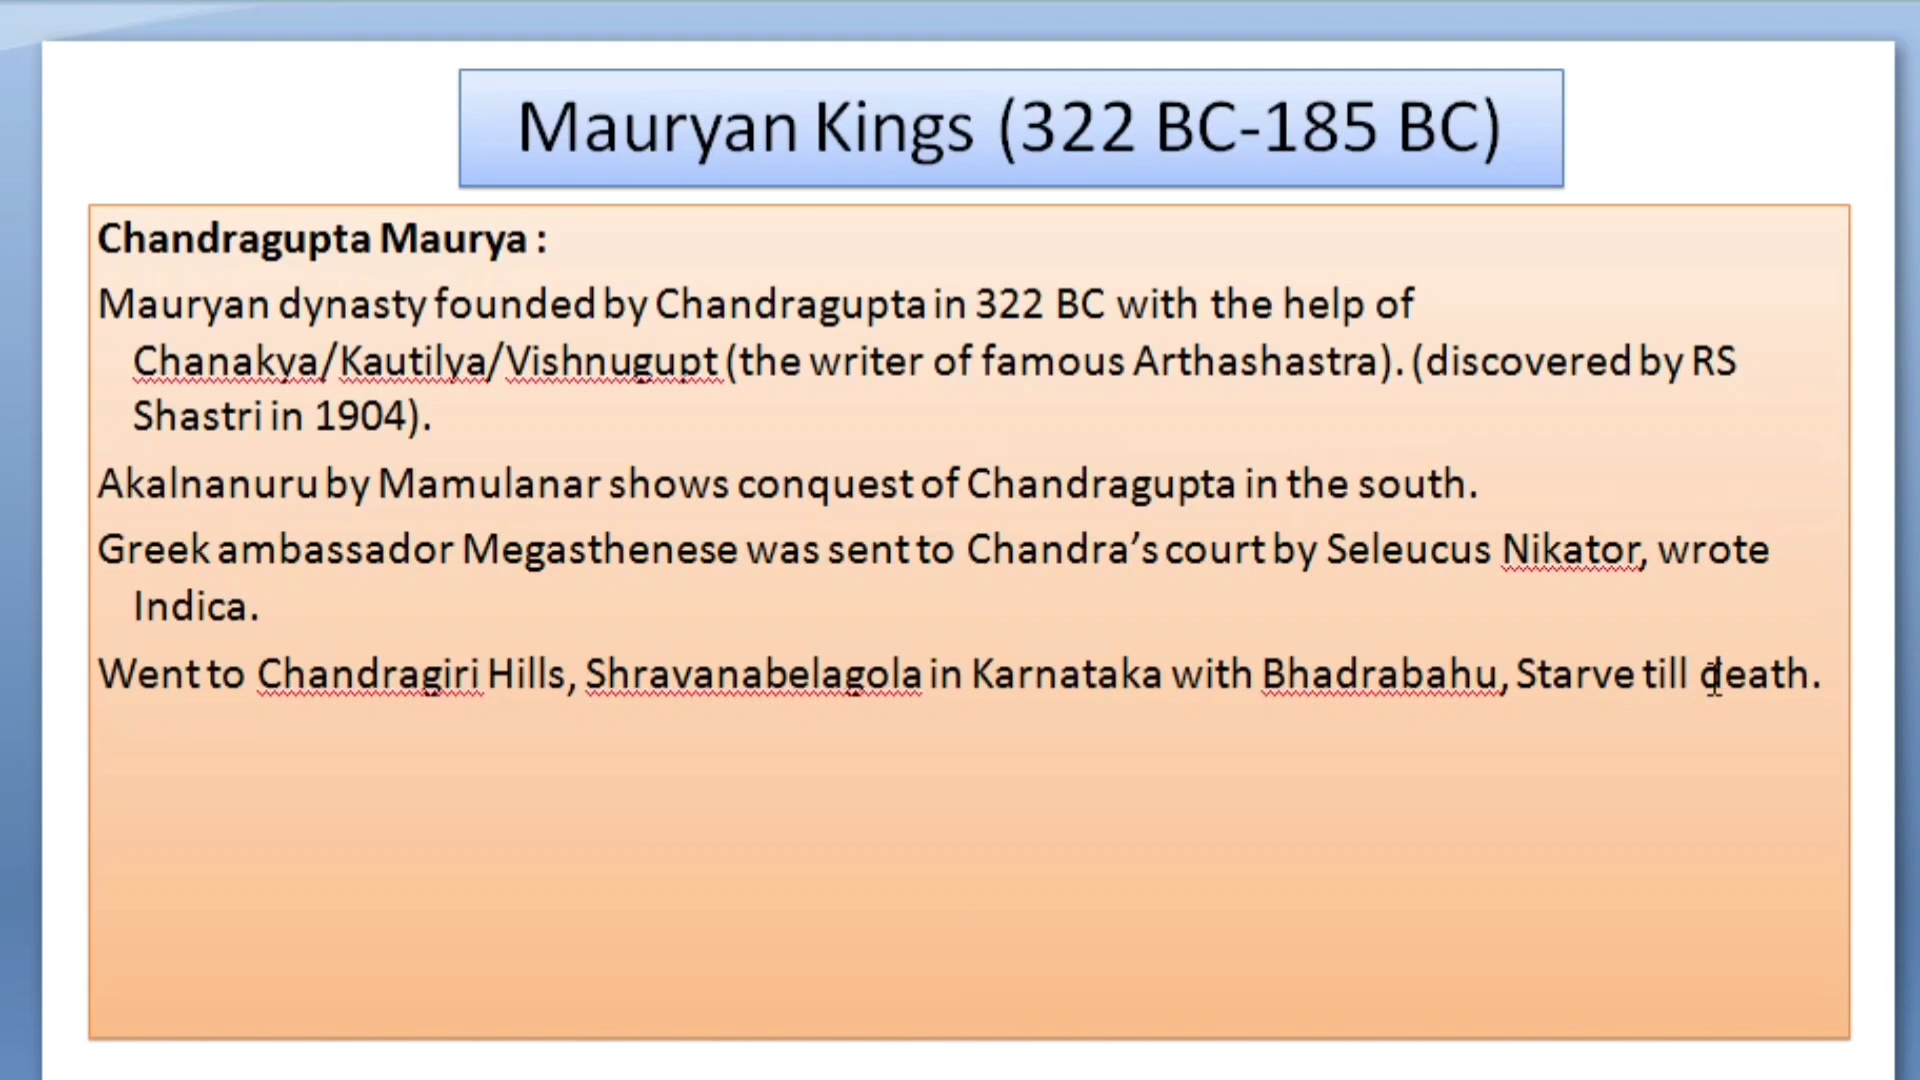 Mauryan Kings (322 BC-185 BC)
Chandragupta Maurya :
Mauryan dynasty founded by Chandragupta in 322 BC with the help of
Chanakya/Kautilya/Vishnugupt (the writer of famous Arthashastra). (discovered by RS
Shastri in 1904).
Akalnanuru by Mamulanar shows conquest of Chandragupta in the south.
Greek ambassador Megasthenese was sent to Chandra’s court by Seleucus Nikator, wrote
Indica.
Went to Chandragiri Hills, Shravanabelagola in Karnataka with Bhadrabahu, Starve till death.